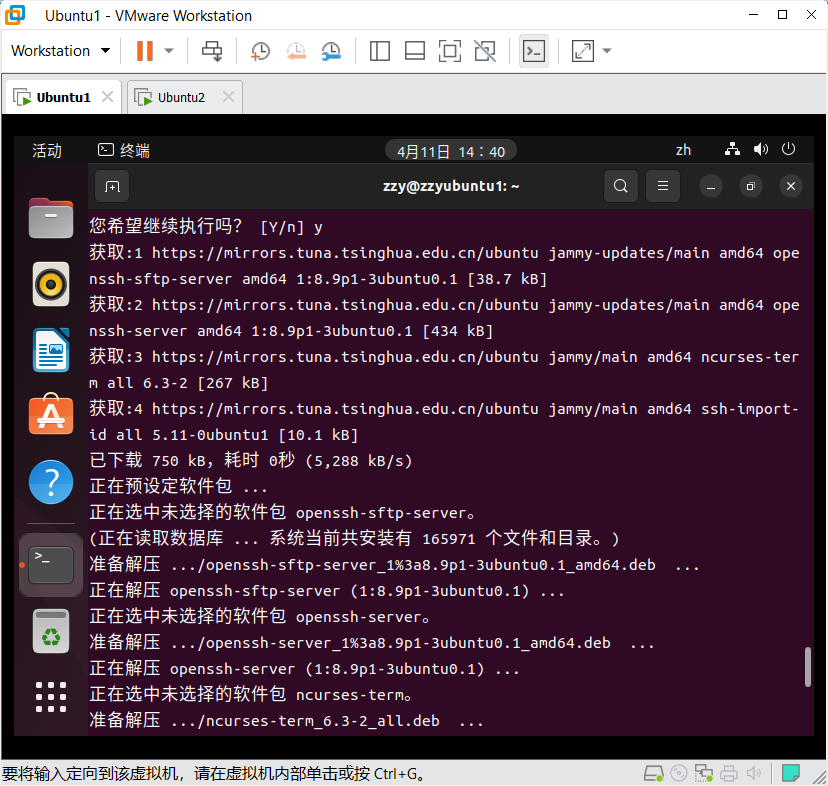 Ubuntu1 - VMware Workstation
Workstation
Ubuntu1
Ubuntu2
活动
终端
4月11日 14：40
zh
zzy@zzyubuntu1: ~
您希望继续执行吗？ [Y/n] y
获取:1 https://mirrors.tuna.tsinghua.edu.cn/ubuntu jammy-updates/main amd64 ope
nssh-sftp-server amd64 1:8.9p1-3ubuntu0.1 [38.7 kB]
获取:2 https://mirrors.tuna.tsinghua.edu.cn/ubuntu jammy-updates/main amd64 ope
nssh-server amd64 1:8.9p1-3ubuntu0.1 [434 kB]
获取:3 https://mirrors.tuna.tsinghua.edu.cn/ubuntu jammy/main amd64 ncurses-ter
m all 6.3-2 [267 kB]
获取:4 https://mirrors.tuna.tsinghua.edu.cn/ubuntu jammy/main amd64 ssh-import-
id all 5.11-0ubuntu1 [10.1 kB]
已下载 750 kB，耗时 0秒 (5,288 kB/s)
正在预设定软件包 ...
正在选中未选择的软件包 openssh-sftp-server。
(正在读取数据库 ... 系统当前共安装有 165971 个文件和目录。)
准备解压 .../openssh-sftp-server_1%3a8.9p1-3ubuntu0.1_amd64.deb  ...
正在解压 openssh-sftp-server (1:8.9p1-3ubuntu0.1) ...
正在选中未选择的软件包 openssh-server。
准备解压 .../openssh-server_1%3a8.9p1-3ubuntu0.1_amd64.deb  ...
正在解压 openssh-server (1:8.9p1-3ubuntu0.1) ...
正在选中未选择的软件包 ncurses-term。
准备解压 .../ncurses-term_6.3-2_all.deb  ...
要将输入定向到该虚拟机，请在虚拟机内部单击或按 Ctrl+G。